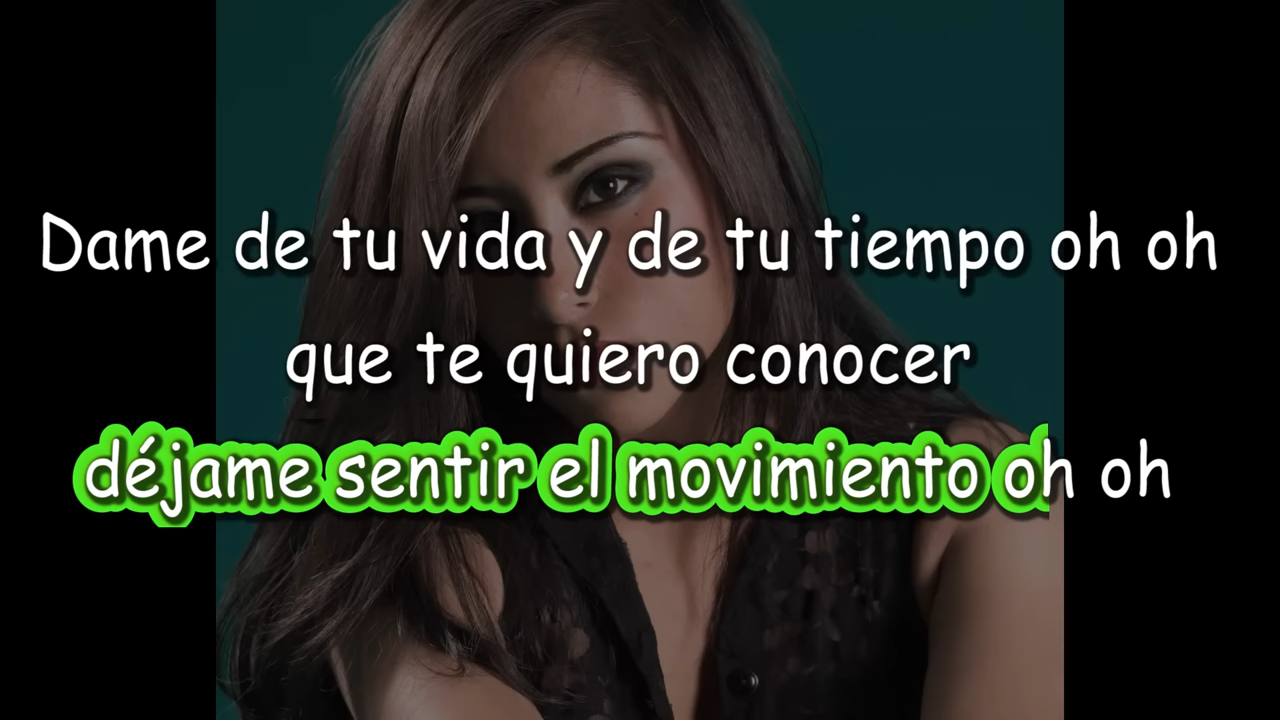 Dame de tu vida y de tu tiempo oh oh
que te quiero conocer
déjame sentir el movimiento oh oh